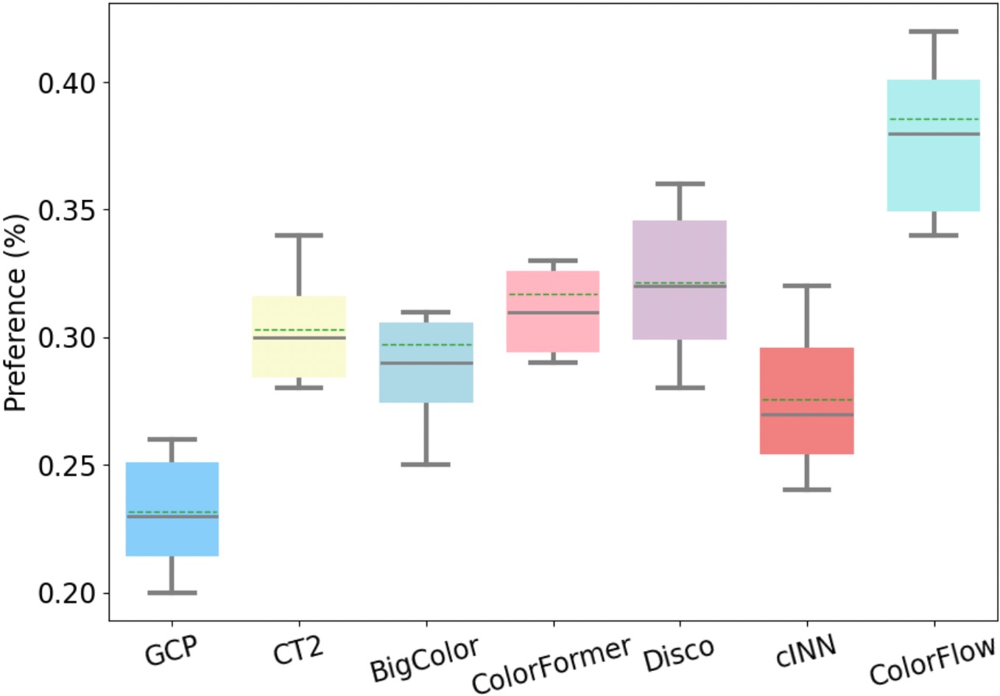 Preference (%)
0.40
0.35
0.30
0.25
0.20
GCP
CT2
BigColor
ColorFormer
Disco
cINN
ColorFlow